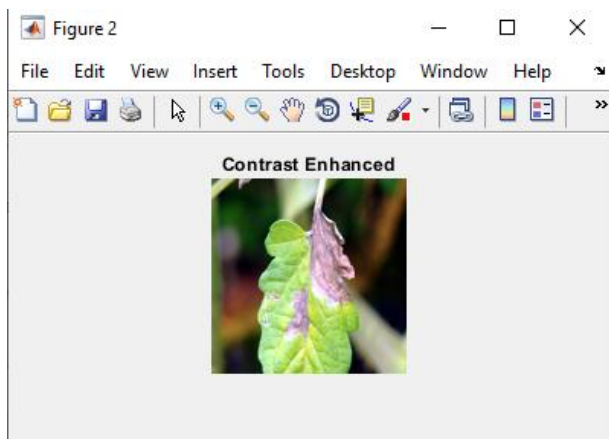 Figure 2
File Edit View Insert Tools Desktop Window Help
Contrast Enhanced